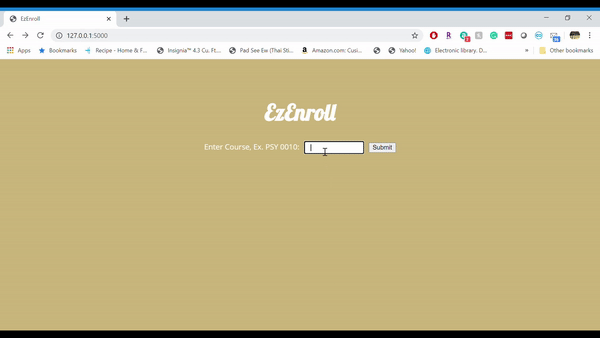 EzEnroll
127.0.0.1:5000
Apps Bookmarks Recipe - Home & F... Insignia™ 4.3 Cu. Ft.... Pad See Ew (Thai Sti... Amazon.com: Cusi... Yahoo! Electronic library. D... » Other bookmarks
EzEnroll
Enter Course, Ex. PSY 0010: Submit